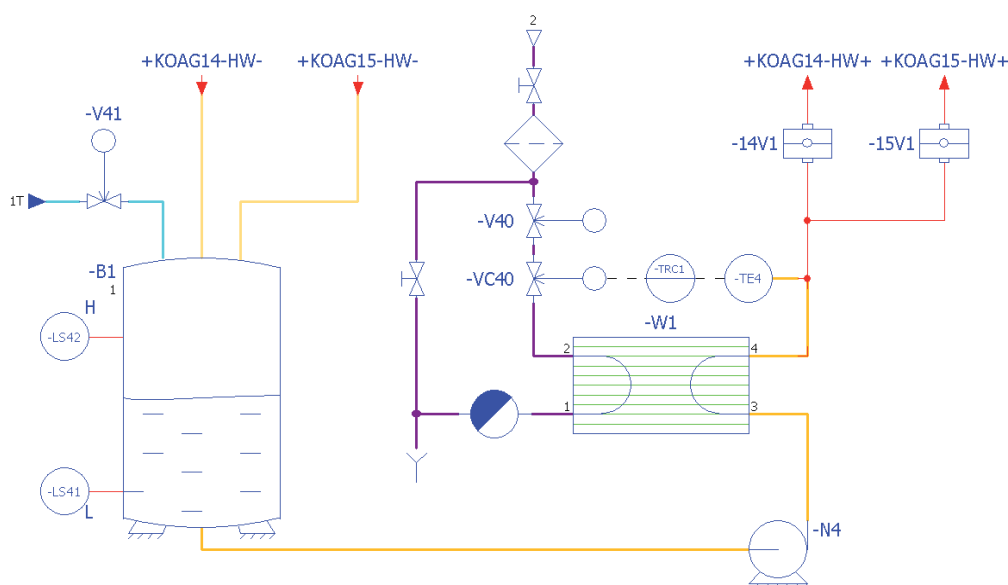 2
+KOAG14-HW- +KOAG15-HW- +KOAG14-HW+ +KOAG15-HW+
-V41
-14V1 -15V1
1T
-V40
-B1 -VC40 -TRC1 -TE4
1
H
-W1
-LS42
2 4
1 3
-LS41
L
-N4